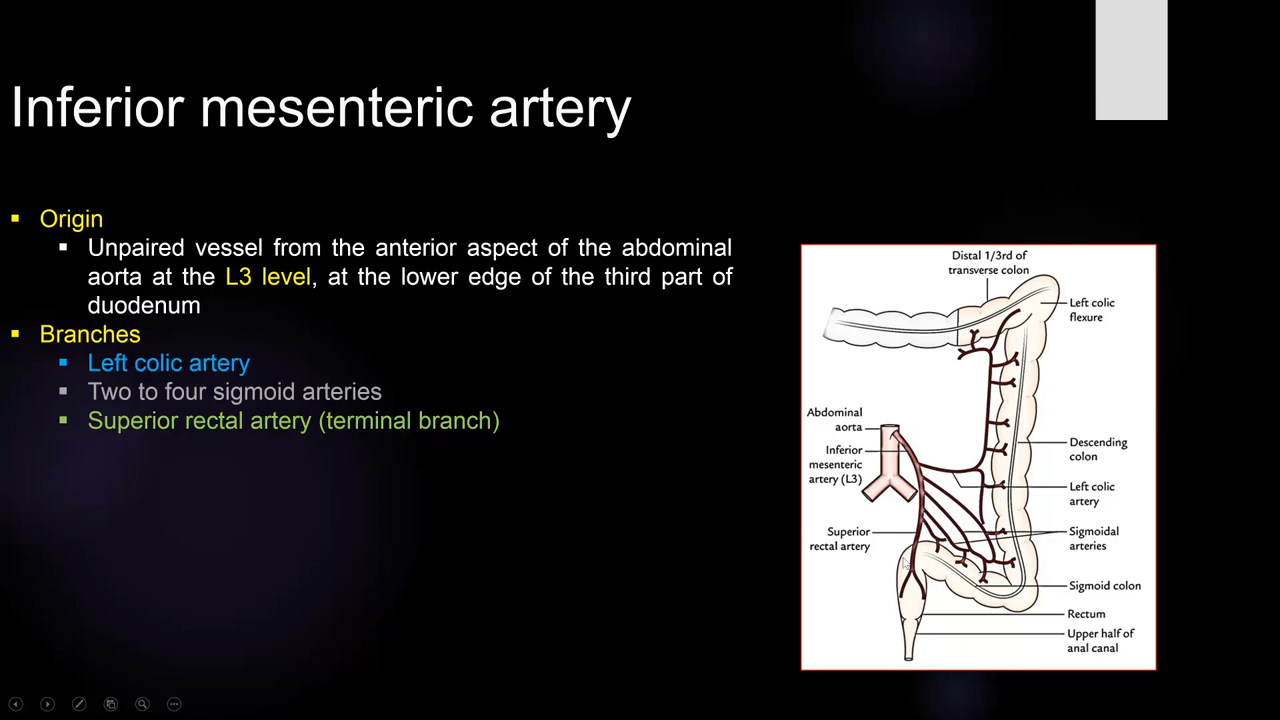 Inferior mesenteric artery
▪ Origin
▪ Unpaired vessel from the anterior aspect of the abdominal
aorta at the L3 level, at the lower edge of the third part of
duodenum
▪ Branches
▪ Left colic artery
▪ Two to four sigmoid arteries
▪ Superior rectal artery (terminal branch)
Distal 1/3rd of
transverse colon
Left colic
flexure
Abdominal
aorta
Inferior
mesenteric
artery (L3)
Descending
colon
Left colic
artery
Superior
rectal artery
Sigmoidal
arteries
Sigmoid colon
Rectum
Upper half of
anal canal